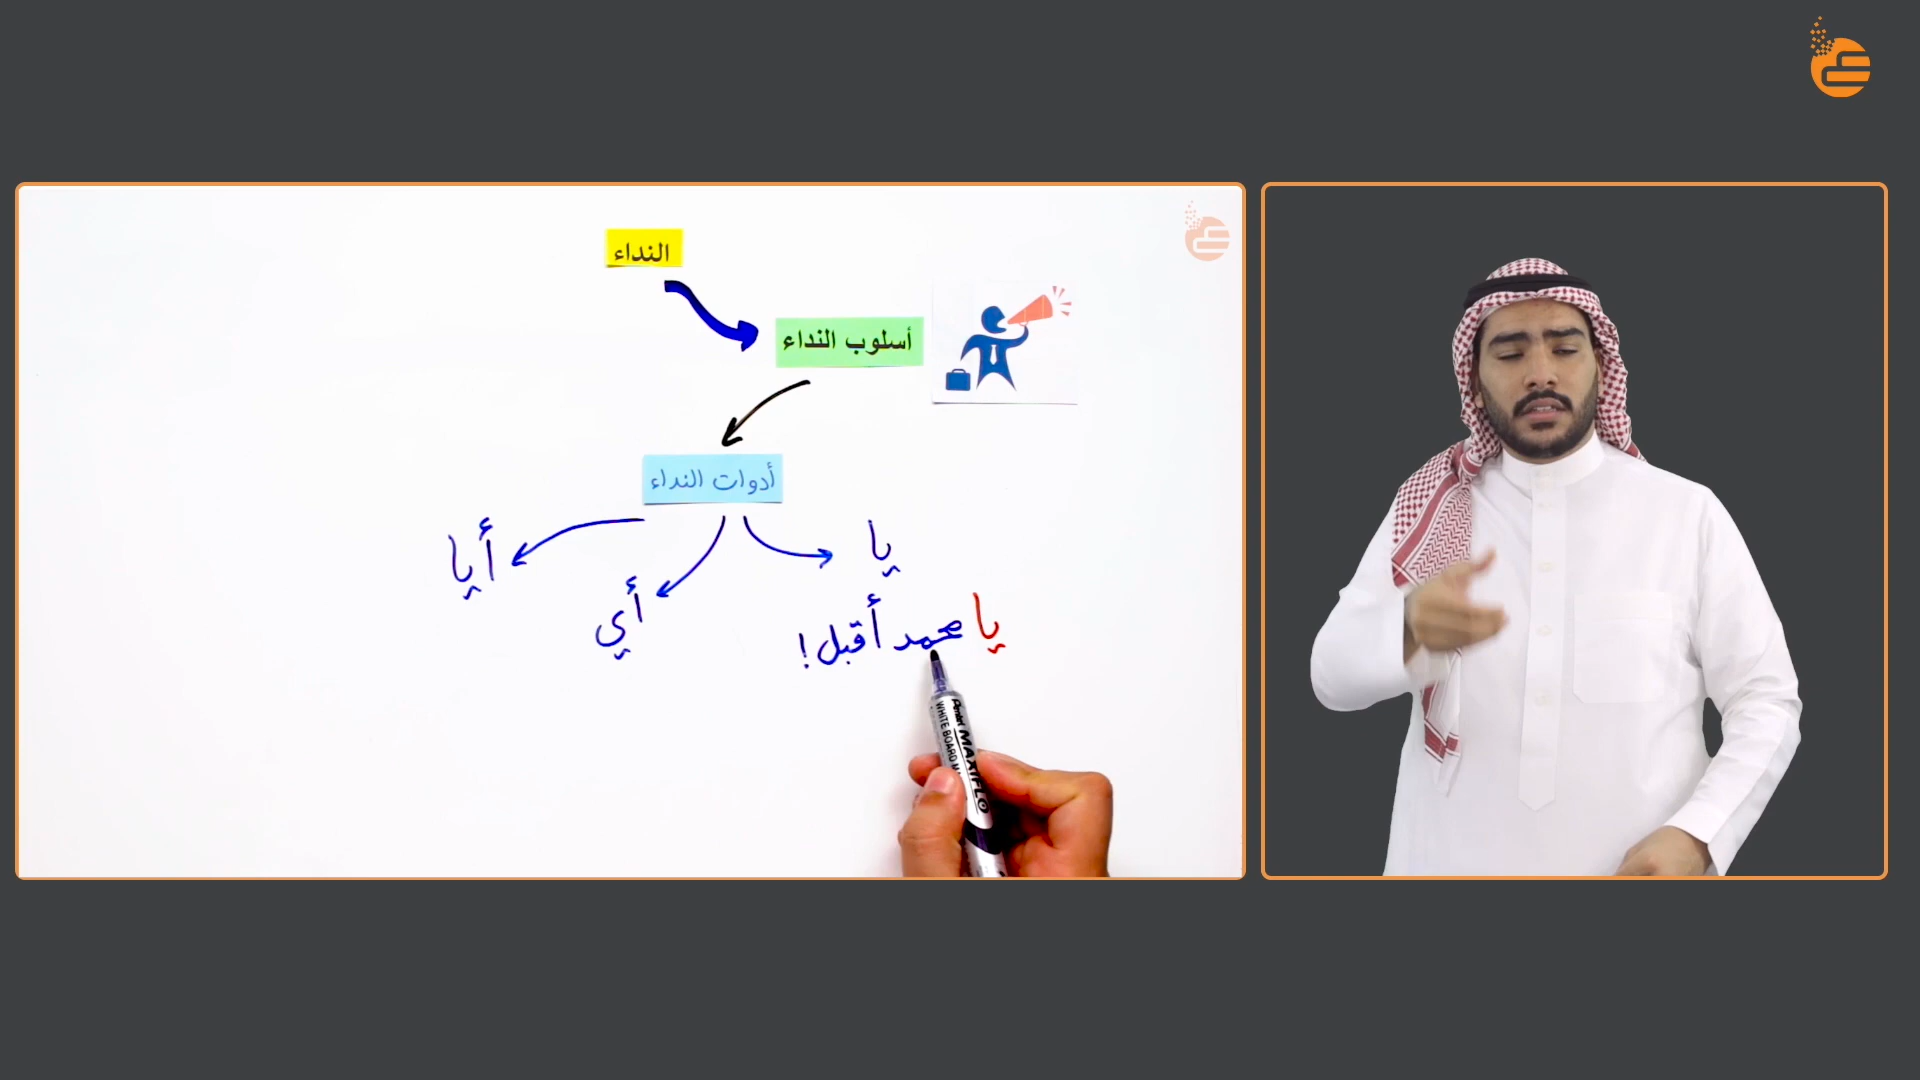 النداء
أسلوب النداء
أدوات النداء
يا
أي
أيا
يا محمد أقبل !
Pentel MAXIFLO
WHITE BOARD M